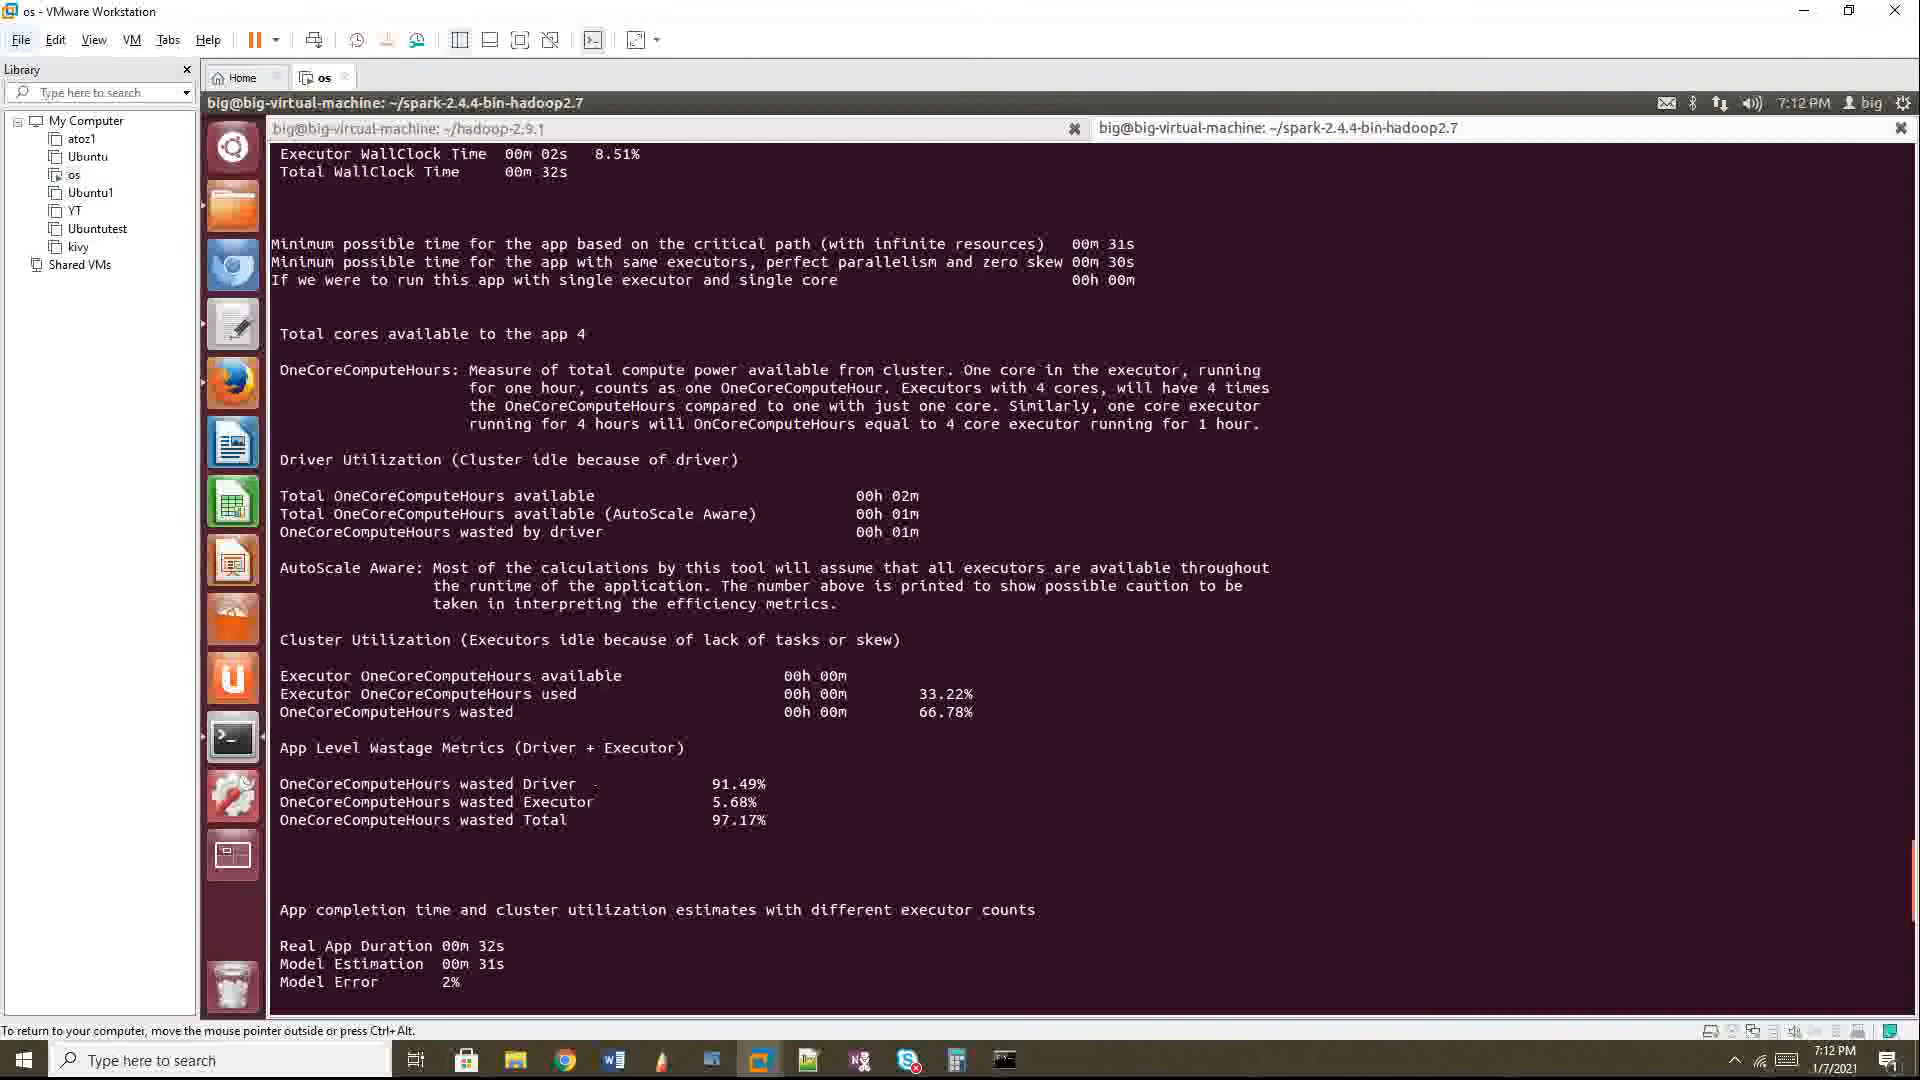 os - VMware Workstation
File Edit View VM Tabs Help
Library
Type here to search
My Computer
atoz1
Ubuntu
os
Ubuntu1
YT
Ubuntutest
kivy
Shared VMs
Home os
big@big-virtual-machine: ~/spark-2.4.4-bin-hadoop2.7
7:12 PM big
big@big-virtual-machine: ~/hadoop-2.9.1
big@big-virtual-machine: ~/spark-2.4.4-bin-hadoop2.7
Executor WallClock Time 00m 02s 8.51%
Total WallClock Time 00m 32s
Minimum possible time for the app based on the critical path (with infinite resources) 00m 31s
Minimum possible time for the app with same executors, perfect parallelism and zero skew 00m 30s
If we were to run this app with single executor and single core 00h 00m
Total cores available to the app 4
OneCoreComputeHours: Measure of total compute power available from cluster. One core in the executor, running
for one hour, counts as one OneCoreComputeHour. Executors with 4 cores, will have 4 times
the OneCoreComputeHours compared to one with just one core. Similarly, one core executor
running for 4 hours will OnCoreComputeHours equal to 4 core executor running for 1 hour.
Driver Utilization (Cluster idle because of driver)
Total OneCoreComputeHours available 00h 02m
Total OneCoreComputeHours available (AutoScale Aware) 00h 01m
OneCoreComputeHours wasted by driver 00h 01m
AutoScale Aware: Most of the calculations by this tool will assume that all executors are available throughout
the runtime of the application. The number above is printed to show possible caution to be
taken in interpreting the efficiency metrics.
Cluster Utilization (Executors idle because of lack of tasks or skew)
Executor OneCoreComputeHours available 00h 00m
Executor OneCoreComputeHours used 00h 00m 33.22%
OneCoreComputeHours wasted 00h 00m 66.78%
App Level Wastage Metrics (Driver + Executor)
OneCoreComputeHours wasted Driver 91.49%
OneCoreComputeHours wasted Executor 5.68%
OneCoreComputeHours wasted Total 97.17%
App completion time and cluster utilization estimates with different executor counts
Real App Duration 00m 32s
Model Estimation 00m 31s
Model Error 2%
To return to your computer, move the mouse pointer outside or press Ctrl+Alt.
Type here to search
7:12 PM
1/7/2021